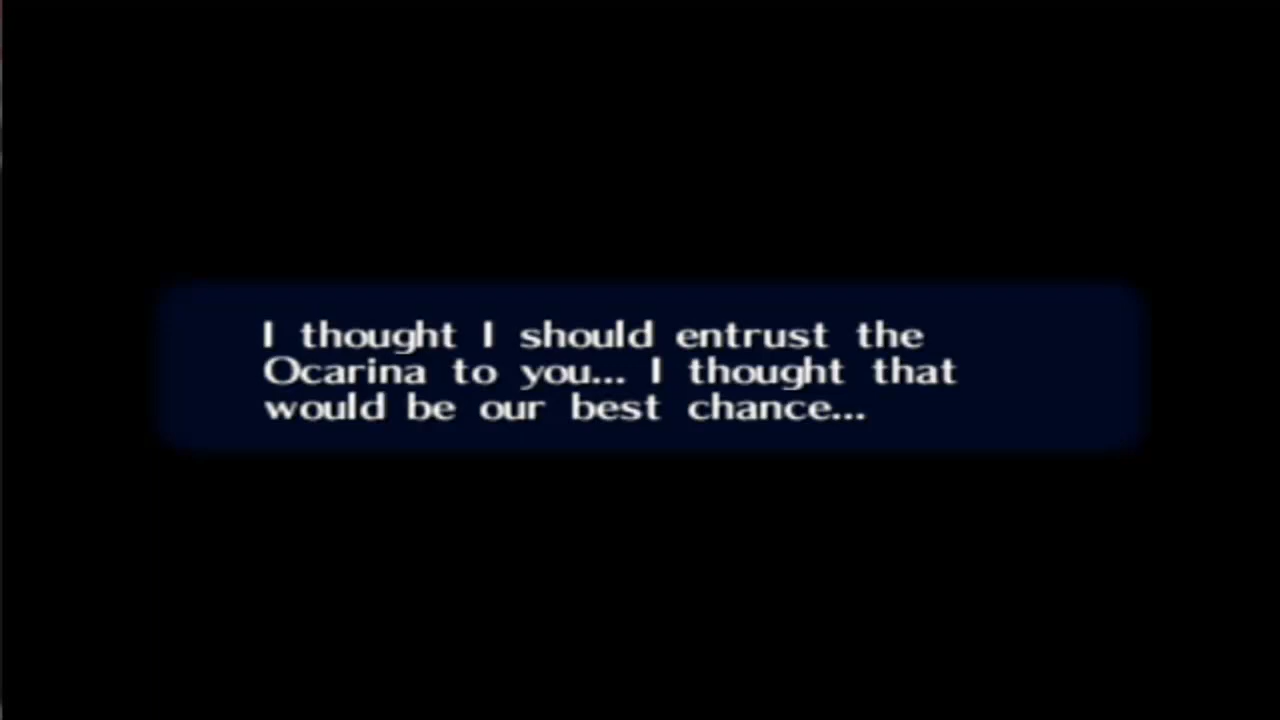 I thought I should entrust the
Ocarina to you... I thought that
would be our best chance...